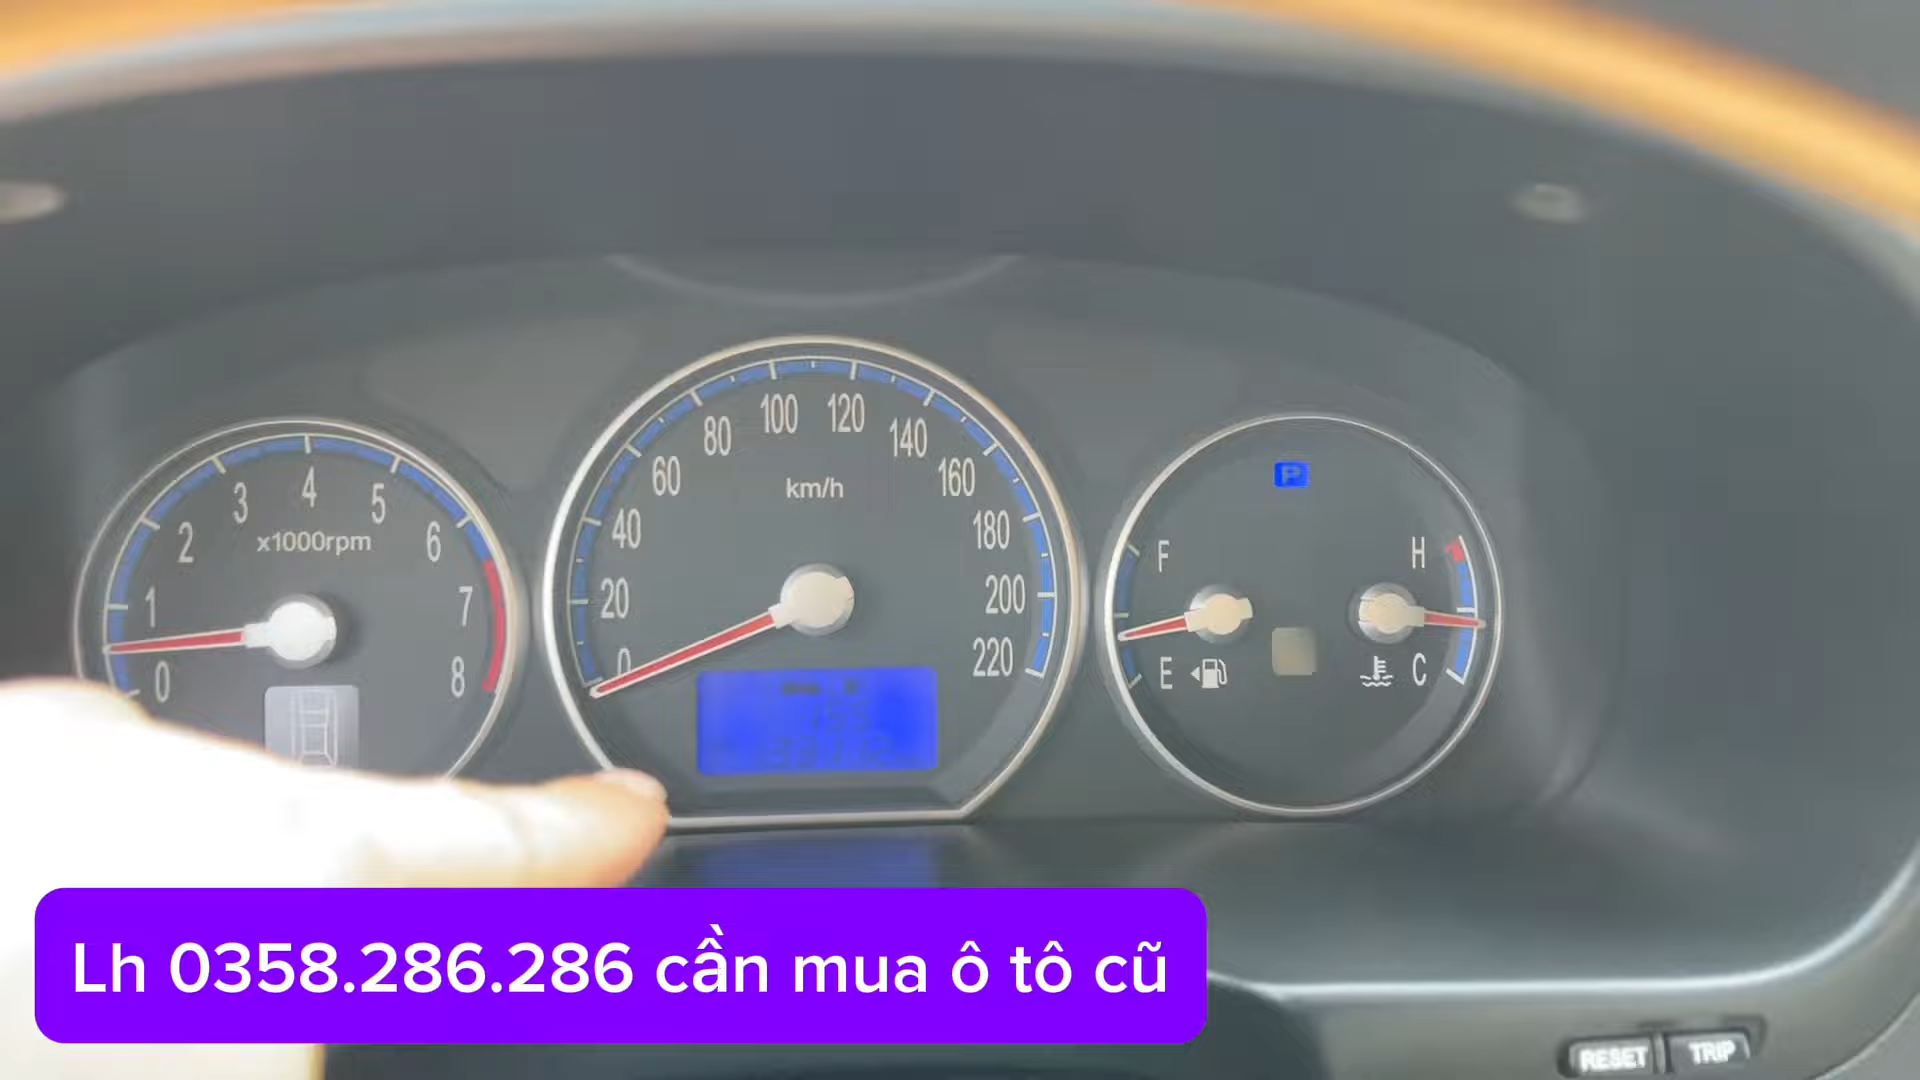 80 100 120 140
60 160
40 km/h 180
20 200
0 220
1 2 3 4 5 6 7 8
0
x1000rpm
P
F H
E C
Lh 0358.286.286 cần mua ô tô cũ
RESET TRIP